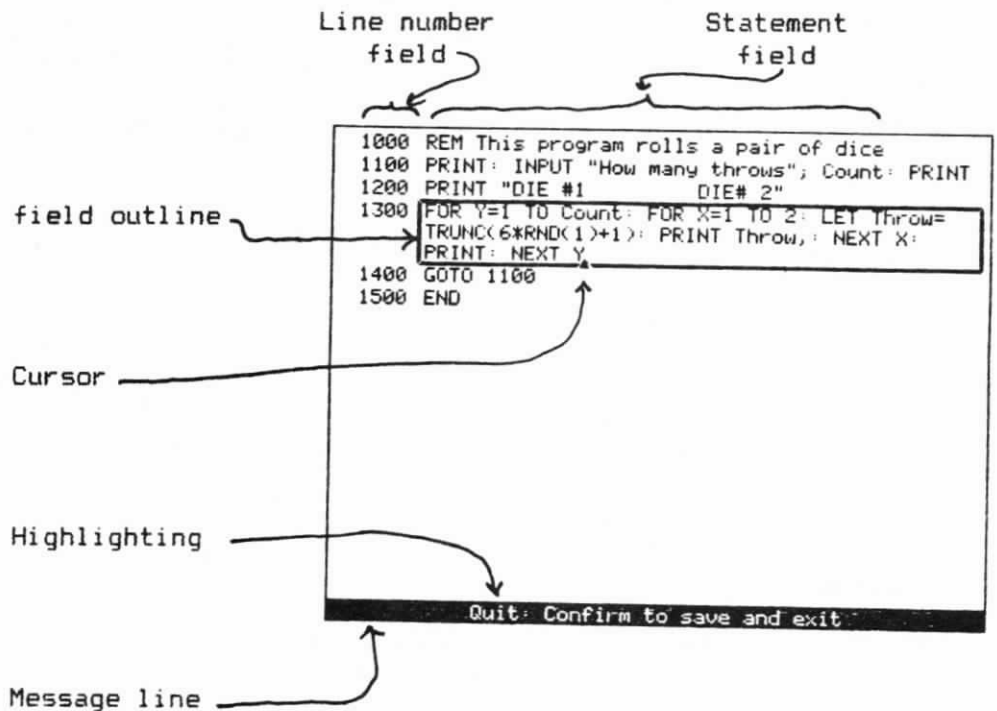 Line number
field
Statement
field
1000 REM This program rolls a pair of dice
1100 PRINT: INPUT "How many throws"; Count: PRINT
1200 PRINT "DIE #1 DIE# 2"
field outline
1300 FOR Y=1 TO Count: FOR X=1 TO 2: LET Throw=
TRUNC(6*RND(1)+1): PRINT Throw,: NEXT X:
PRINT: NEXT Y
1400 GOTO 1100
1500 END
Cursor
Highlighting
Quit: Confirm to save and exit
Message line